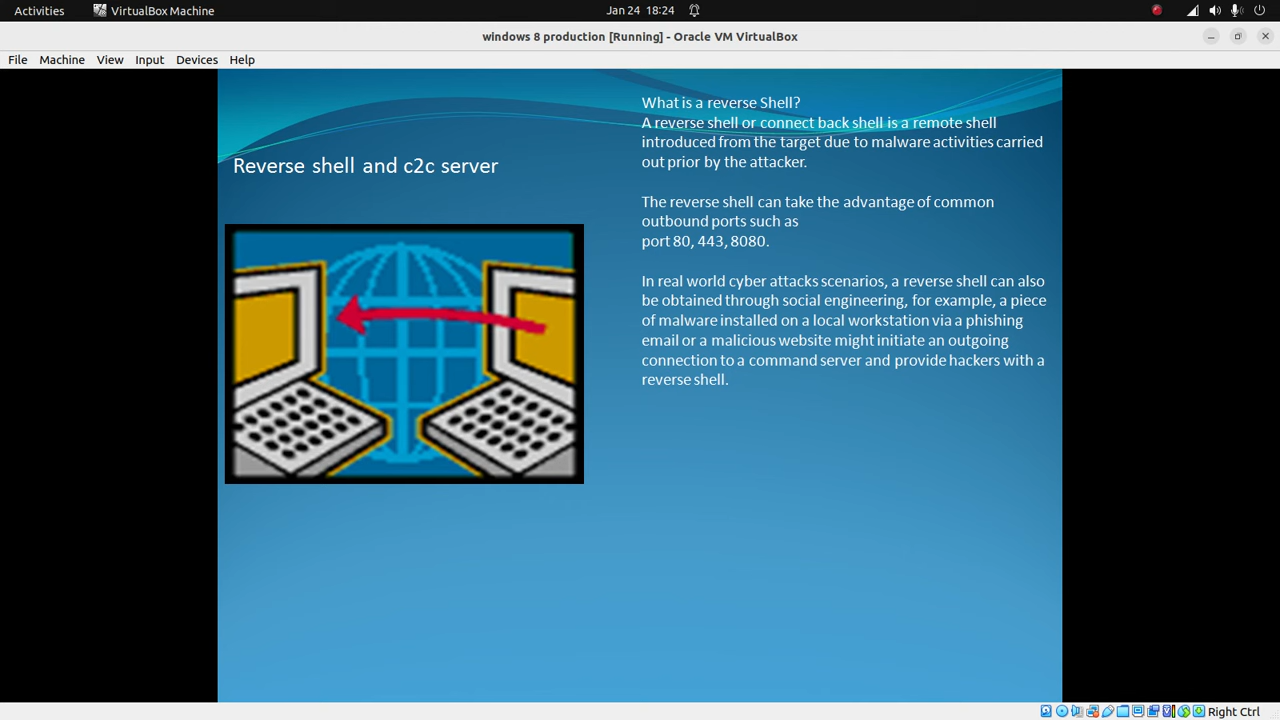 Activities
VirtualBox Machine
Jan 24 18:24
windows 8 production [Running] - Oracle VM VirtualBox
File Machine View Input Devices Help
Reverse shell and c2c server
What is a reverse Shell?
A reverse shell or connect back shell is a remote shell
introduced from the target due to malware activities carried
out prior by the attacker.
The reverse shell can take the advantage of common
outbound ports such as
port 80, 443, 8080.
In real world cyber attacks scenarios, a reverse shell can also
be obtained through social engineering, for example, a piece
of malware installed on a local workstation via a phishing
email or a malicious website might initiate an outgoing
connection to a command server and provide hackers with a
reverse shell.
Right Ctrl